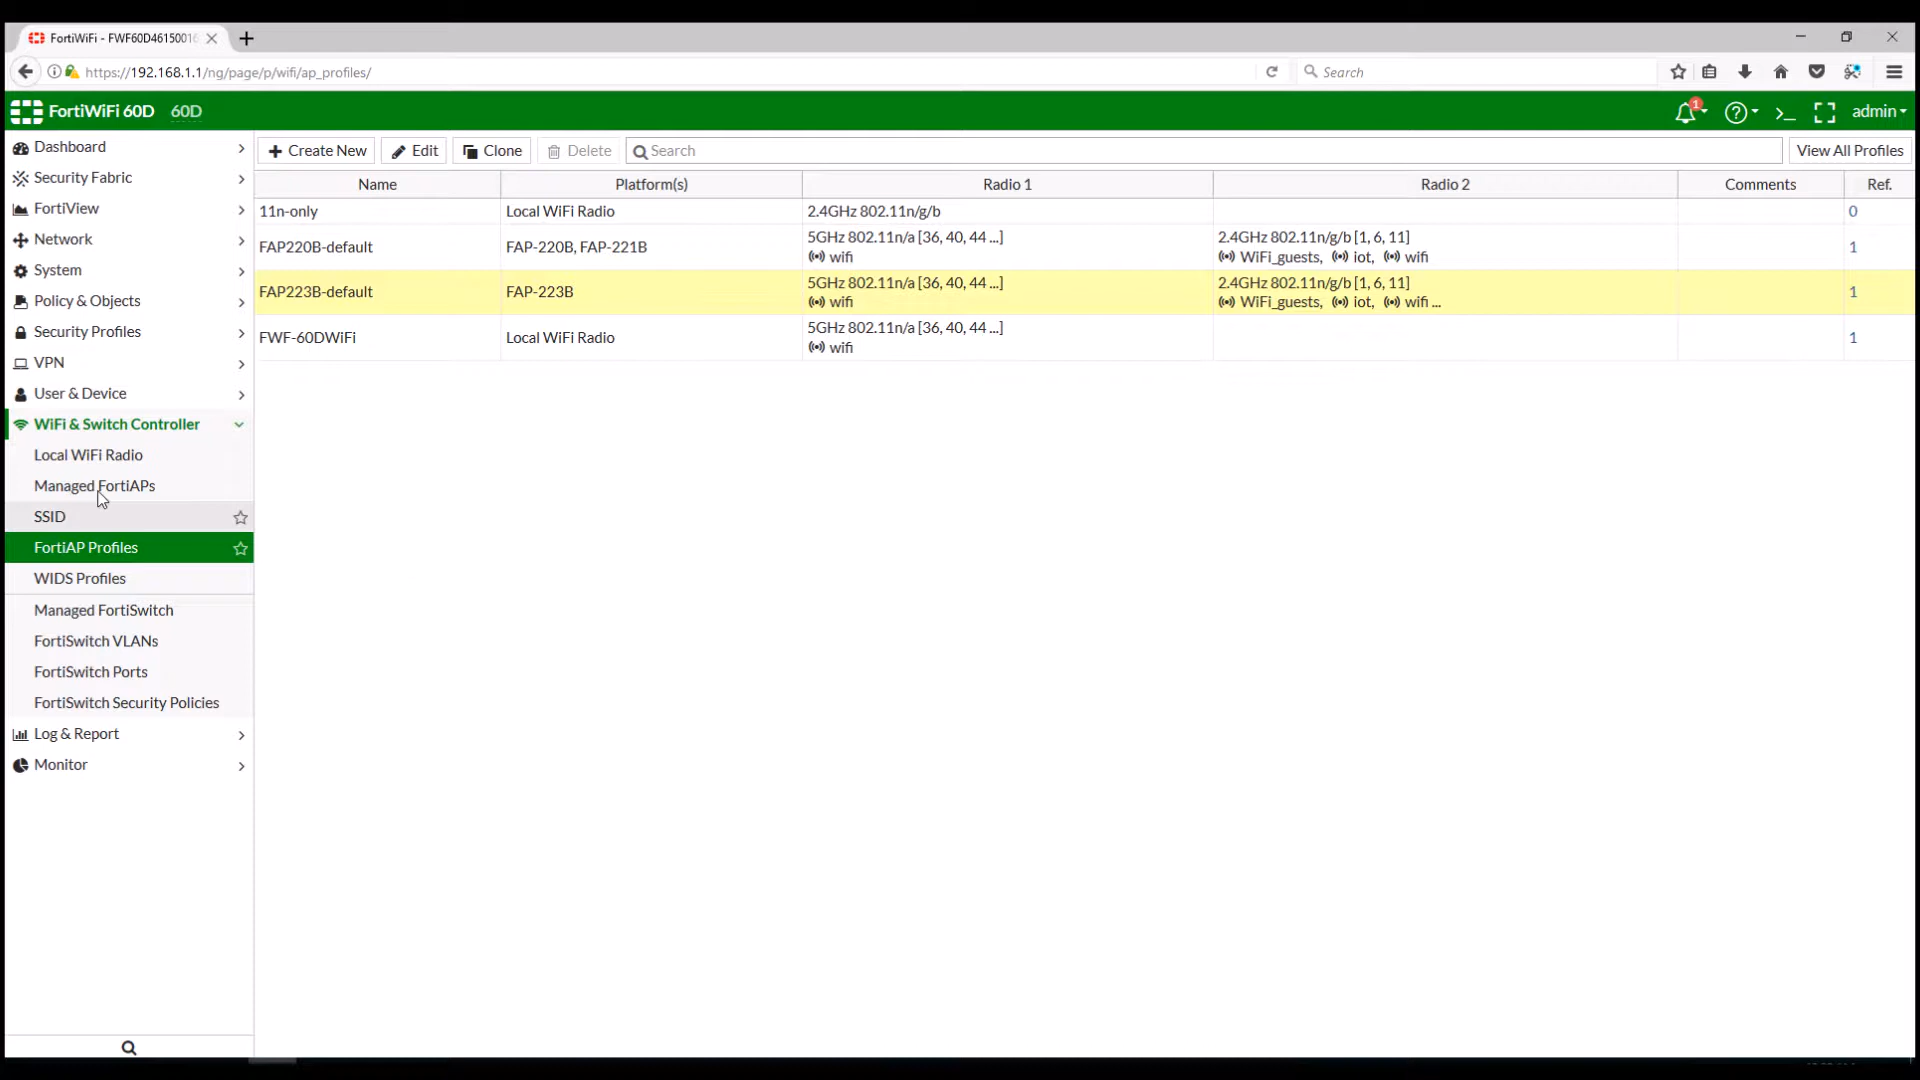 FortiWiFi - FWF60D4615001
https://192.168.1.1/ng/page/p/wifi/ap_profiles/
Search
FortiWiFi 60D 60D
1
admin
Dashboard
Security Fabric
FortiView
Network
System
Policy & Objects
Security Profiles
VPN
User & Device
WiFi & Switch Controller
Local WiFi Radio
Managed FortiAPs
SSID
FortiAP Profiles
WIDS Profiles
Managed FortiSwitch
FortiSwitch VLANs
FortiSwitch Ports
FortiSwitch Security Policies
Log & Report
Monitor
Create New Edit Clone Delete Search View All Profiles
Name Platform(s) Radio 1 Radio 2 Comments Ref.
11n-only Local WiFi Radio 2.4GHz 802.11n/g/b 0
FAP220B-default FAP-220B, FAP-221B 5GHz 802.11n/a [36, 40, 44 ...] 2.4GHz 802.11n/g/b [1, 6, 11] 1
wifi WiFi_guests, iot, wifi
FAP223B-default FAP-223B 5GHz 802.11n/a [36, 40, 44 ...] 2.4GHz 802.11n/g/b [1, 6, 11] 1
wifi WiFi_guests, iot, wifi ...
FWF-60DWiFi Local WiFi Radio 5GHz 802.11n/a [36, 40, 44 ...] 1
wifi